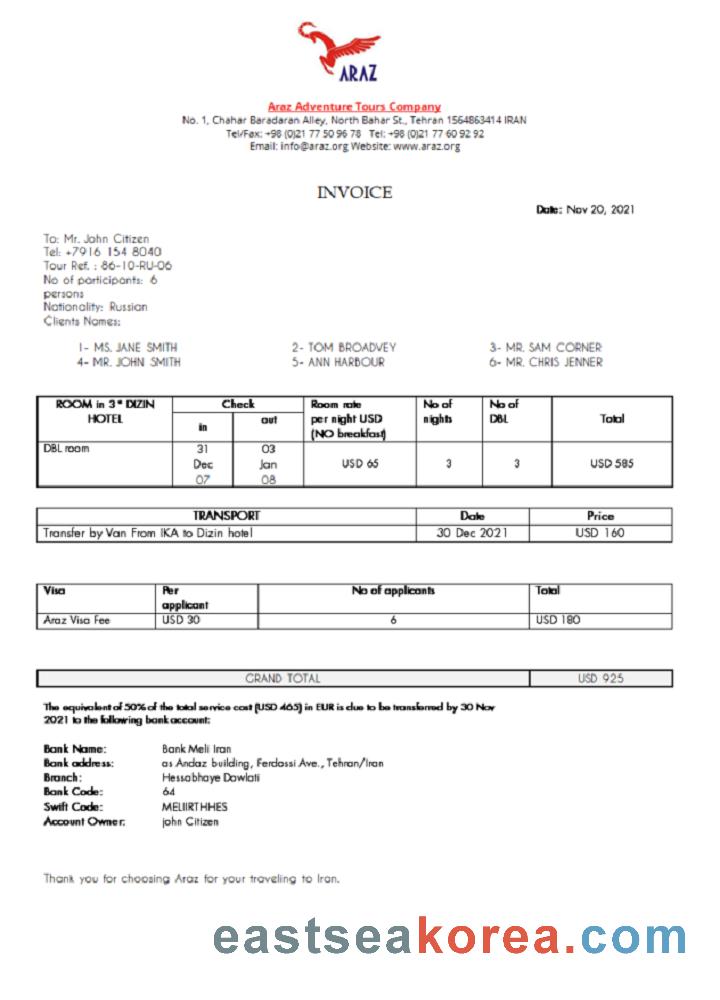 ARAZ
Araz Adventure Tours Company
No. 1, Chahar Baradaran Alley, North Bahar St., Tehran 1564863414 IRAN
Tel/Fax: +98 (0)21 77 50 96 78 Tel: +98 (0)21 77 60 92 92
Email: info@araz.org Website: www.araz.org
INVOICE
Date: Nov 20, 2021
To: Mr. John Citizen
Tel: +7916 154 8040
Tour Ref. : 86-10-RU-06
No of participants: 6
persons
Nationality: Russian
Clients Names:
1- MS. JANE SMITH 2- TOM BROADVEY 3- MR. SAM CORNER
4- MR. JOHN SMITH 5- ANN HARBOUR 6- MR. CHRIS JENNER
ROOM in 3* DIZIN HOTEL Check in out Room rate per night USD (NO breakfast) No of nights No of DBL Total
DBL room 31 Dec 07 03 Jan 08 USD 65 3 3 USD 585
TRANSPORT Date Price
Transfer by Van From IKA to Dizin hotel 30 Dec 2021 USD 160
Visa Per applicant No of applicants Total
Araz Visa Fee USD 30 6 USD 180
GRAND TOTAL USD 925
The equivalent of 50% of the total service cost (USD 465) in EUR is due to be transferred by 30 Nov
2021 to the following bank account:
Bank Name: Bank Meli Iran
Bank address: as Andaz building, Ferdossi Ave., Tehran/Iran
Branch: Hessabhaye Dowlati
Bank Code: 64
Swift Code: MELIIRTHHES
Account Owner: john Citizen
Thank you for choosing Araz for your traveling to Iran.
eastseakorea.com